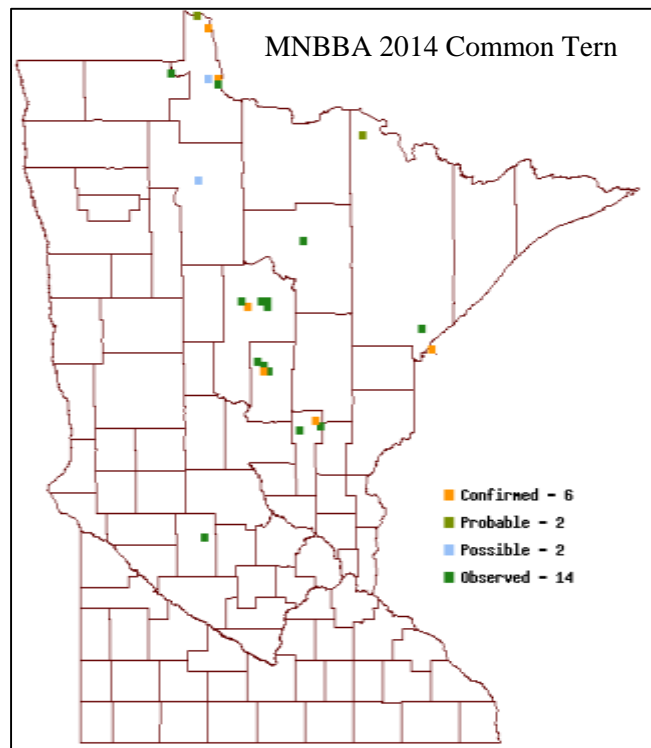 MNBBA 2014 Common Tern
Confirmed - 6
Probable - 2
Possible - 2
Observed - 14